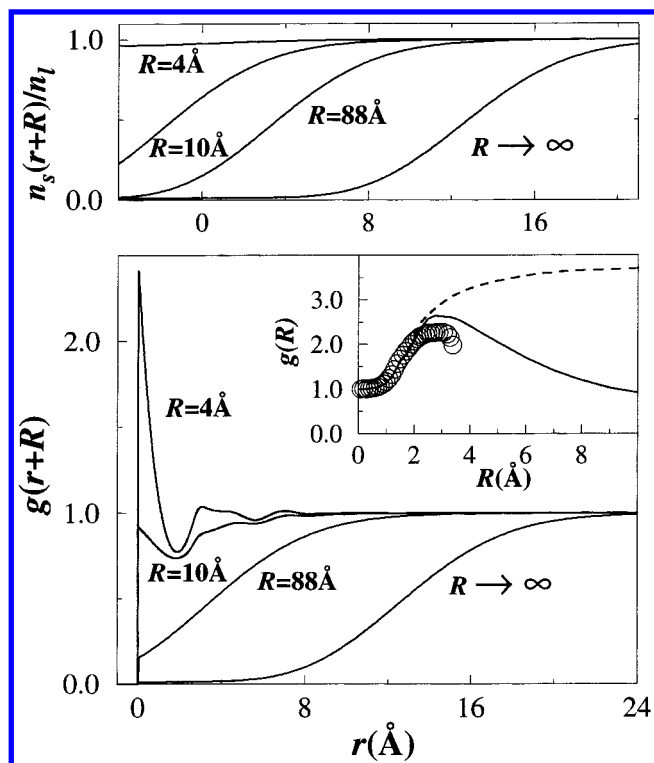 n_s(r+R)/n_l
1.0
0.0
R=4Å
R=10Å
R=88Å
R → ∞
0 8 16
g(r+R)
2.0
1.0
0.0
R=4Å
R=10Å
R=88Å
R → ∞
g(R)
3.0
2.0
1.0
0.0
0 2 4 6 8
R(Å)
0 8 16 24
r(Å)